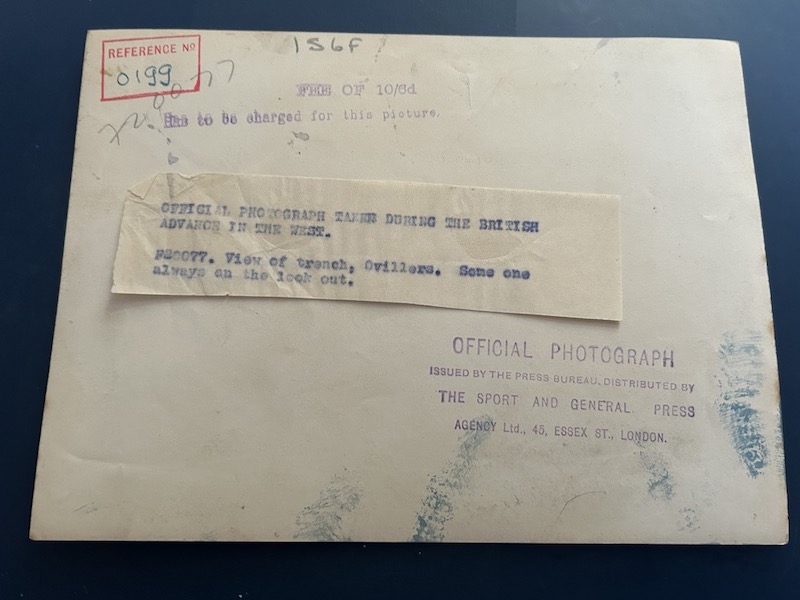 REFERENCE No
0199
1S6F
FEE OF 10/6d
Has to be charged for this picture.
OFFICIAL PHOTOGRAPH TAKEN DURING THE BRITISH
ADVANCE IN THE WEST.
View of trench, Ovillers. Some one
always on the look out.
OFFICIAL PHOTOGRAPH
ISSUED BY THE PRESS BUREAU, DISTRIBUTED BY
THE SPORT AND GENERAL PRESS
AGENCY Ltd., 45, ESSEX ST., LONDON.